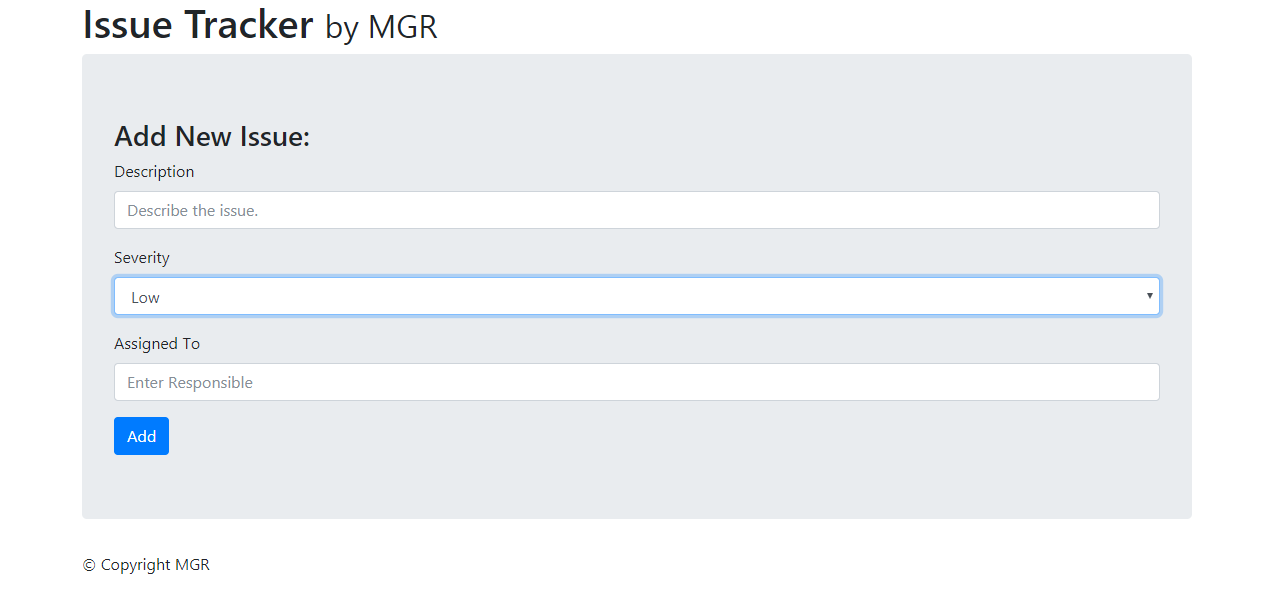 Issue Tracker by MGR
Add New Issue:
Description
Describe the issue.
Severity
Low
Assigned To
Enter Responsible
Add
© Copyright MGR